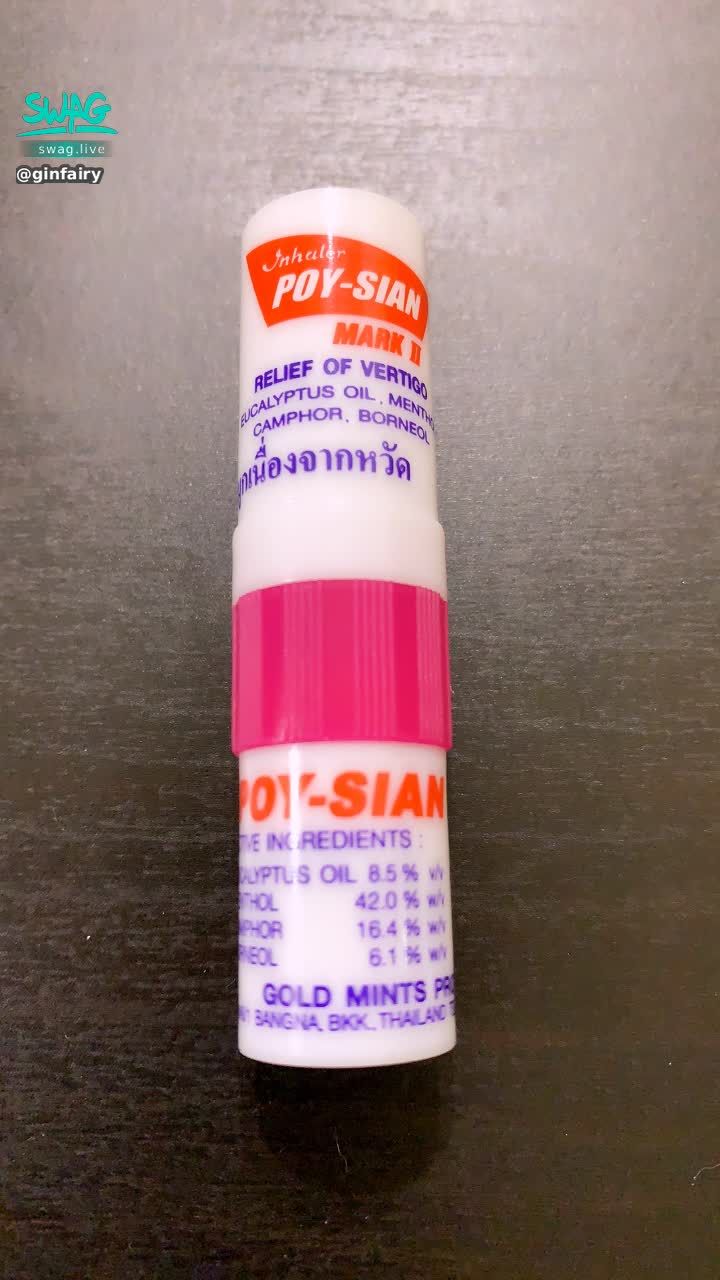 SWAG
swag.live
@ginfairy
Inhaler
POY-SIAN
MARK II
RELIEF OF VERTIGO
EUCALYPTUS OIL, MENTHO
CAMPHOR, BORNEOL
เนื่องจากหวัด
POY-SIAN
TIVE INGREDIENTS :
ALYPTUS OIL 8.5% v/v
NTHOL 42.0% w/v
MPHOR 16.4% w/v
RNEOL 6.1% w/v
GOLD MINTS PRO
BANGNA, BKK., THAILAND